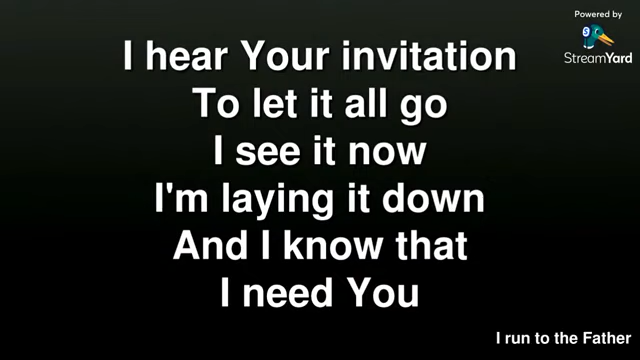 Powered by
StreamYard
I hear Your invitation
To let it all go
I see it now
I'm laying it down
And I know that
I need You
I run to the Father